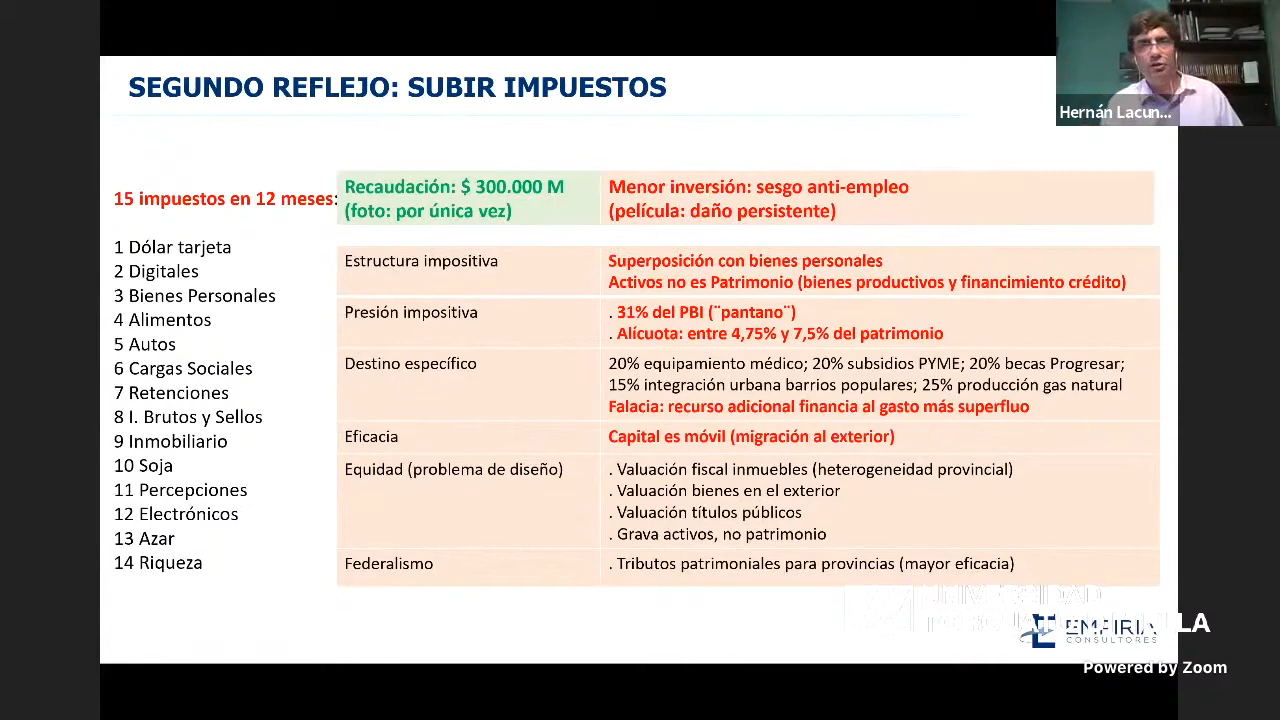 SEGUNDO REFLEJO: SUBIR IMPUESTOS
Hernán Lacun...
15 impuestos en 12 meses:
1 Dólar tarjeta
2 Digitales
3 Bienes Personales
4 Alimentos
5 Autos
6 Cargas Sociales
7 Retenciones
8 I. Brutos y Sellos
9 Inmobiliario
10 Soja
11 Percepciones
12 Electrónicos
13 Azar
14 Riqueza
Recaudación: $ 300.000 M
(foto: por única vez)
Menor inversión: sesgo anti-empleo
(película: daño persistente)
Estructura impositiva
Superposición con bienes personales
Activos no es Patrimonio (bienes productivos y financimiento crédito)
Presión impositiva
. 31% del PBI (¨pantano¨)
. Alícuota: entre 4,75% y 7,5% del patrimonio
Destino específico
20% equipamiento médico; 20% subsidios PYME; 20% becas Progresar;
15% integración urbana barrios populares; 25% producción gas natural
Falacia: recurso adicional financia al gasto más superfluo
Eficacia
Capital es móvil (migración al exterior)
Equidad (problema de diseño)
. Valuación fiscal inmuebles (heterogeneidad provincial)
. Valuación bienes en el exterior
. Valuación títulos públicos
. Grava activos, no patrimonio
Federalismo
. Tributos patrimoniales para provincias (mayor eficacia)
UNIVERSIDAD
EMPIRIA
CONSULTORES
Powered by Zoom